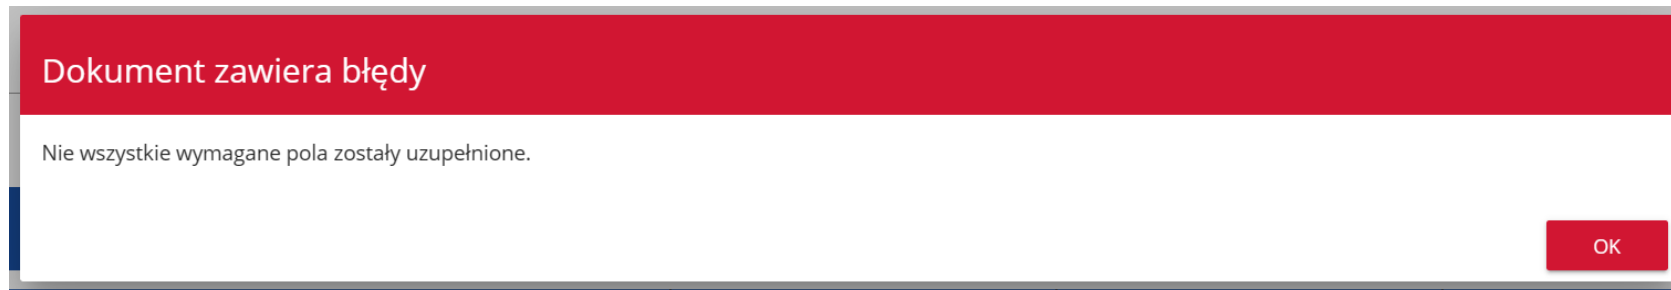 Dokument zawiera błędy
Nie wszystkie wymagane pola zostały uzupełnione.
OK